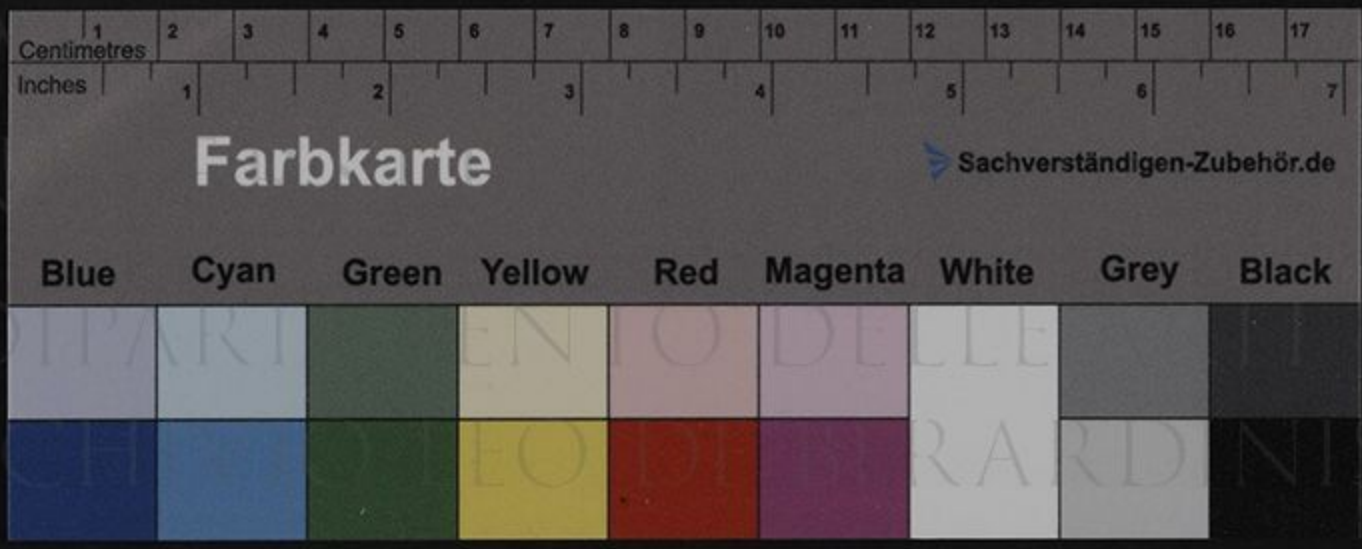 1 2 3 4 5 6 7 8 9 10 11 12 13 14 15 16 17
Centimetres
Inches
1 2 3 4 5 6 7
Farbkarte
Sachverständigen-Zubehör.de
Blue Cyan Green Yellow Red Magenta White Grey Black